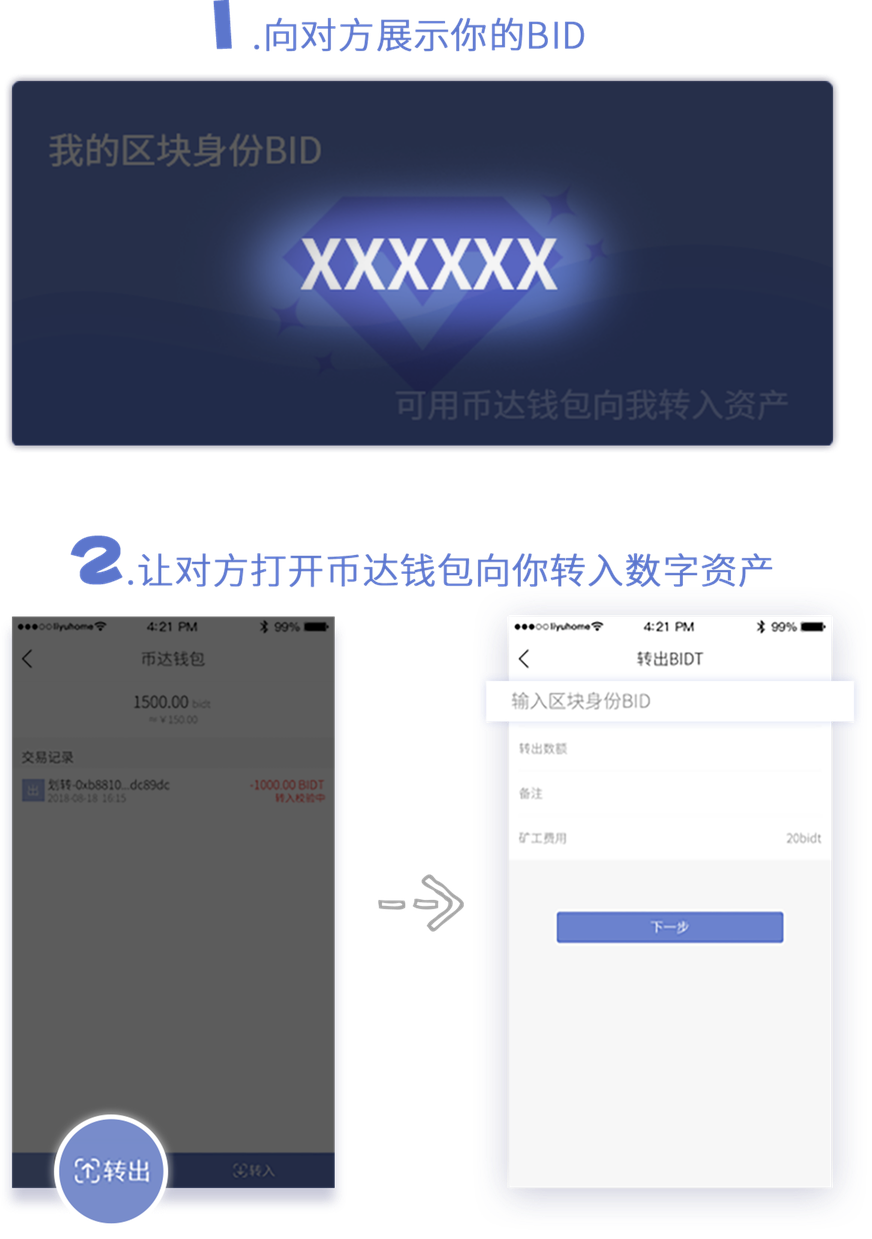 1.向对方展示你的BID
我的区块身份BID
XXXXXX
可用币达钱包向我转入资产
2.让对方打开币达钱包向你转入数字资产
liyuhome 4:21 PM 99%
币达钱包
1500.00 bidt
≈￥150.00
交易记录
出 划转-0xb8810...dc89dc -1000.00 BIDT
2018-08-18 16:15 转入校验中
转出 转入
liyuhome 4:21 PM 99%
转出BIDT
输入区块身份BID
转出数额
备注
矿工费用 20bidt
下一步